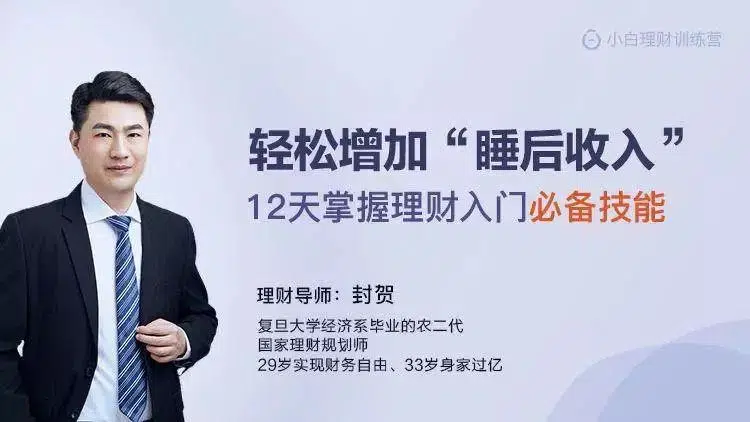 小白理财训练营
轻松增加“睡后收入”
12天掌握理财入门必备技能
理财导师：封贺
复旦大学经济系毕业的农二代
国家理财规划师
29岁实现财务自由、33岁身家过亿